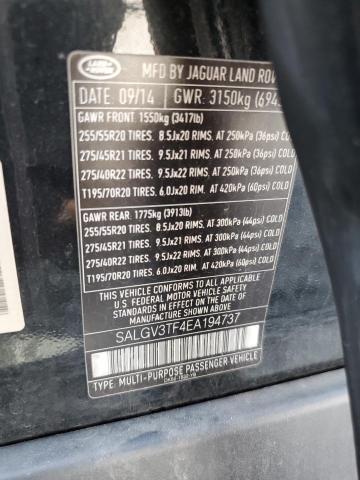 LAND
ROVER
MFD BY JAGUAR LAND ROV
DATE: 09/14 GWR: 3150kg (694
GAWR FRONT: 1550kg (3417lb)
255/55R20 TIRES. 8.5Jx20 RIMS. AT 250kPa (36psi) COLD
275/45R21 TIRES. 9.5Jx21 RIMS. AT 250kPa (36psi) COLD
275/40R22 TIRES. 9.5Jx22 RIMS. AT 250kPa (36psi) COLD
T195/70R20 TIRES. 6.0Jx20 RIM. AT 420kPa (60psi) COLD
GAWR REAR: 1775kg (3913lb)
255/55R20 TIRES. 8.5Jx20 RIMS. AT 300kPa (44psi) COLD
275/45R21 TIRES. 9.5Jx21 RIMS. AT 300kPa (44psi) COLD
275/40R22 TIRES. 9.5Jx22 RIMS. AT 300kPa (44psi) COLD
T195/70R20 TIRES. 6.0Jx20 RIM. AT 420kPa (60psi) COLD
THIS VEHICLE CONFORMS TO ALL APPLICABLE
FEDERAL MOTOR VEHICLE SAFETY AND
THEFT PREVENTION STANDARDS IN EFFECT ON
THE DATE OF MANUFACTURE SHOWN ABOVE.
SALGV3TF4EA194737
TYPE: MULTI-PURPOSE PASSENGER VEHICLE